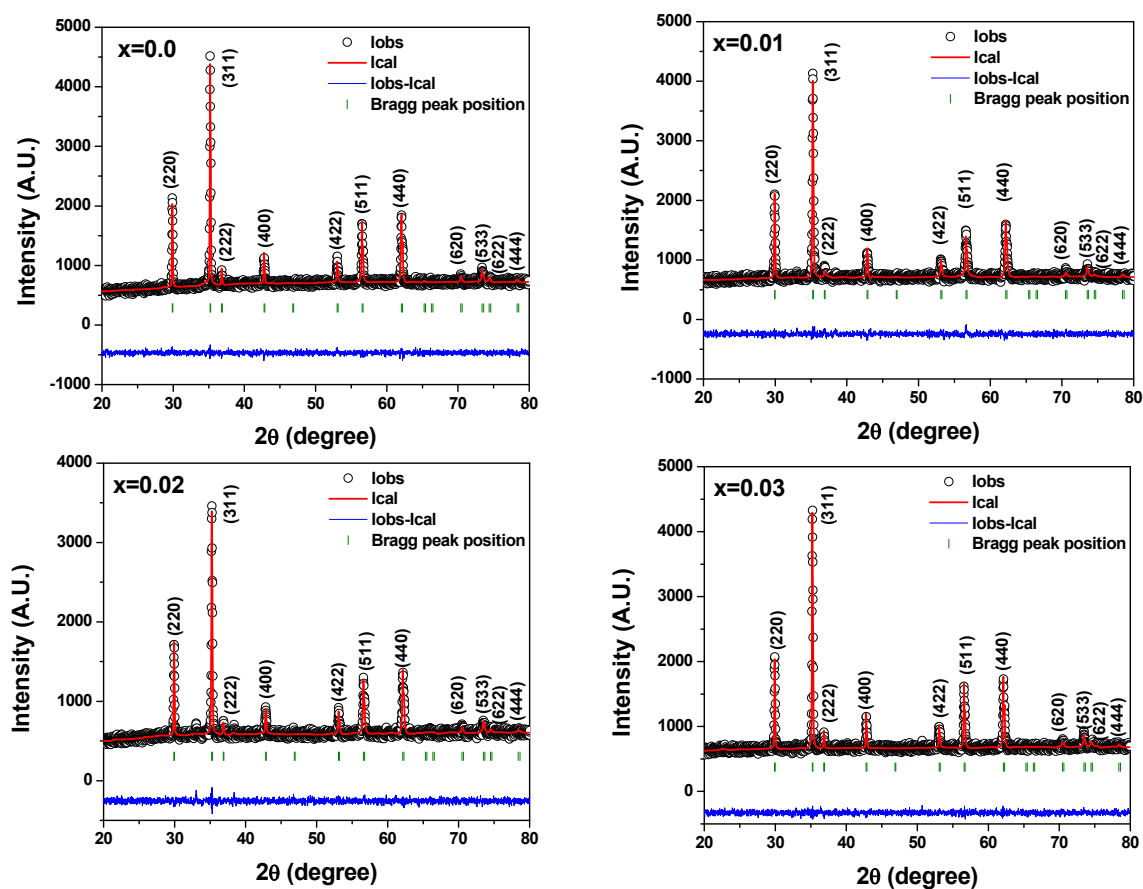 x=0.0
Iobs
Ical
Iobs-Ical
Bragg peak position
(220)
(311)
(222)
(400)
(422)
(511)
(440)
(620)
(533)
(622)
(444)
5000
4000
3000
2000
1000
0
-1000
Intensity (A.U.)
20 30 40 50 60 70 80
2θ (degree)
x=0.01
Iobs
Ical
Iobs-Ical
Bragg peak position
(220)
(311)
(222)
(400)
(422)
(511)
(440)
(620)
(533)
(622)
(444)
5000
4000
3000
2000
1000
0
-1000
Intensity (A.U.)
20 30 40 50 60 70 80
2θ (degree)
x=0.02
Iobs
Ical
Iobs-Ical
Bragg peak position
(220)
(311)
(222)
(400)
(422)
(511)
(440)
(620)
(533)
(622)
(444)
4000
3000
2000
1000
0
Intensity (A.U.)
20 30 40 50 60 70 80
2θ (degree)
x=0.03
Iobs
Ical
Iobs-Ical
Bragg peak position
(220)
(311)
(222)
(400)
(422)
(511)
(440)
(620)
(533)
(622)
(444)
5000
4000
3000
2000
1000
0
Intensity (A.U.)
20 30 40 50 60 70 80
2θ (degree)